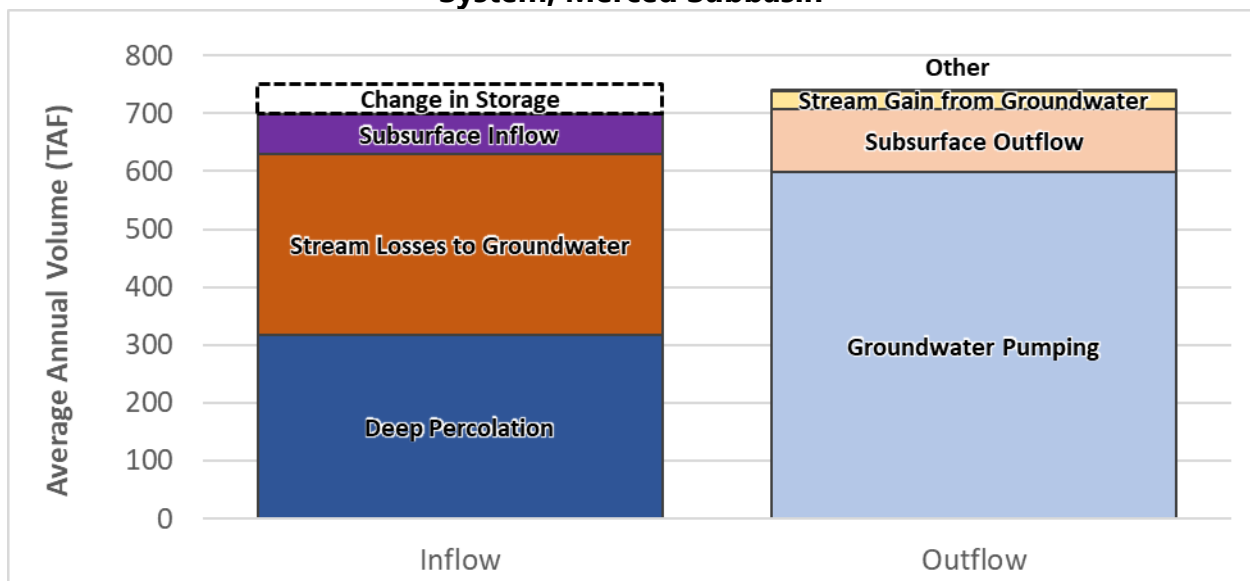 System, Merced Subbasin
Average Annual Volume (TAF)
800
700
600
500
400
300
200
100
0
Change in Storage
Subsurface Inflow
Stream Losses to Groundwater
Deep Percolation
Other
Stream Gain from Groundwater
Subsurface Outflow
Groundwater Pumping
Inflow
Outflow